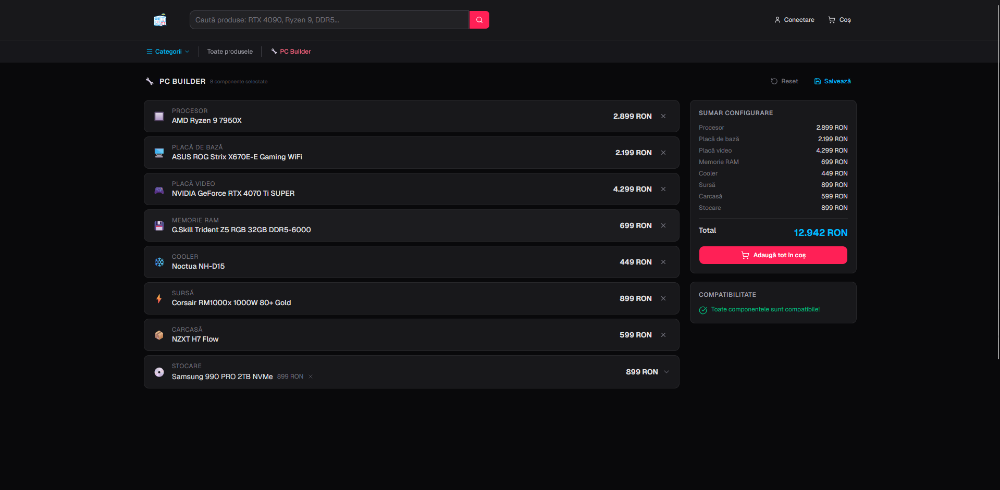 Caută produse: RTX 4090, Ryzen 9, DDR5...
Conectare
Coș
Categorii
Toate produsele
PC Builder
PC BUILDER 8 componente selectate
Reset
Salvează
PROCESOR
AMD Ryzen 9 7950X
2.899 RON
PLACĂ DE BAZĂ
ASUS ROG Strix X670E-E Gaming WiFi
2.199 RON
PLACĂ VIDEO
NVIDIA GeForce RTX 4070 Ti SUPER
4.299 RON
MEMORIE RAM
G.Skill Trident Z5 RGB 32GB DDR5-6000
699 RON
COOLER
Noctua NH-D15
449 RON
SURSĂ
Corsair RM1000x 1000W 80+ Gold
899 RON
CARCASĂ
NZXT H7 Flow
599 RON
STOCARE
Samsung 990 PRO 2TB NVMe 899 RON
899 RON
SUMAR CONFIGURARE
Procesor 2.899 RON
Placă de bază 2.199 RON
Placă video 4.299 RON
Memorie RAM 699 RON
Cooler 449 RON
Sursă 899 RON
Carcasă 599 RON
Stocare 899 RON
Total 12.942 RON
Adaugă tot în coș
COMPATIBILITATE
Toate componentele sunt compatibile!